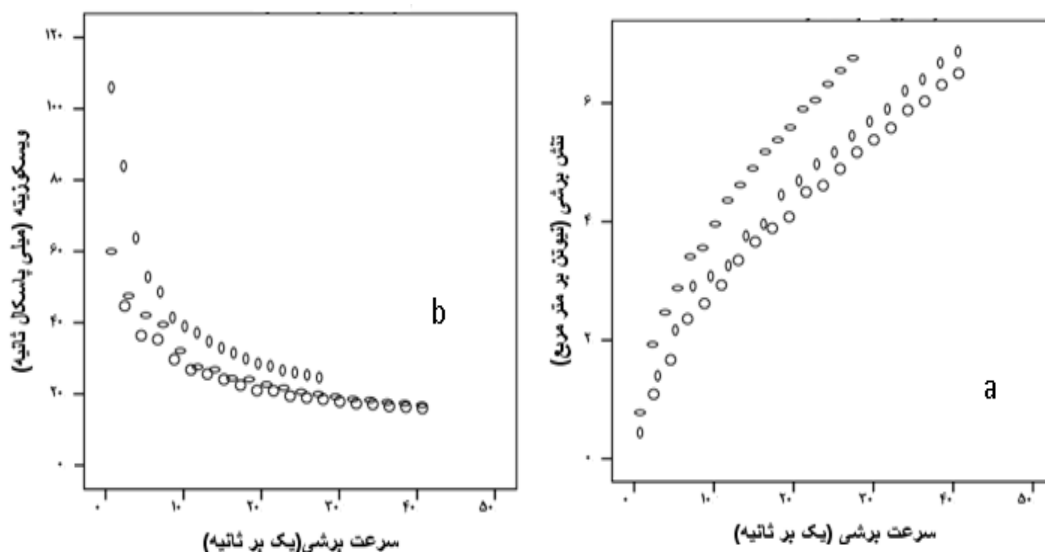 ویسکوزیته (میلی پاسکال ثانیه)
۱۲۰
۱۰۰
۸۰
۶۰
۴۰
۲۰
۰
b
۰ ۱۰ ۲۰ ۳۰ ۴۰ ۵۰
سرعت برشی(یک بر ثانیه)
تنش برشی (نیوتن بر متر مربع)
۶
۴
۲
۰
a
۰ ۱۰ ۲۰ ۳۰ ۴۰ ۵۰
سرعت برشی (یک بر ثانیه)